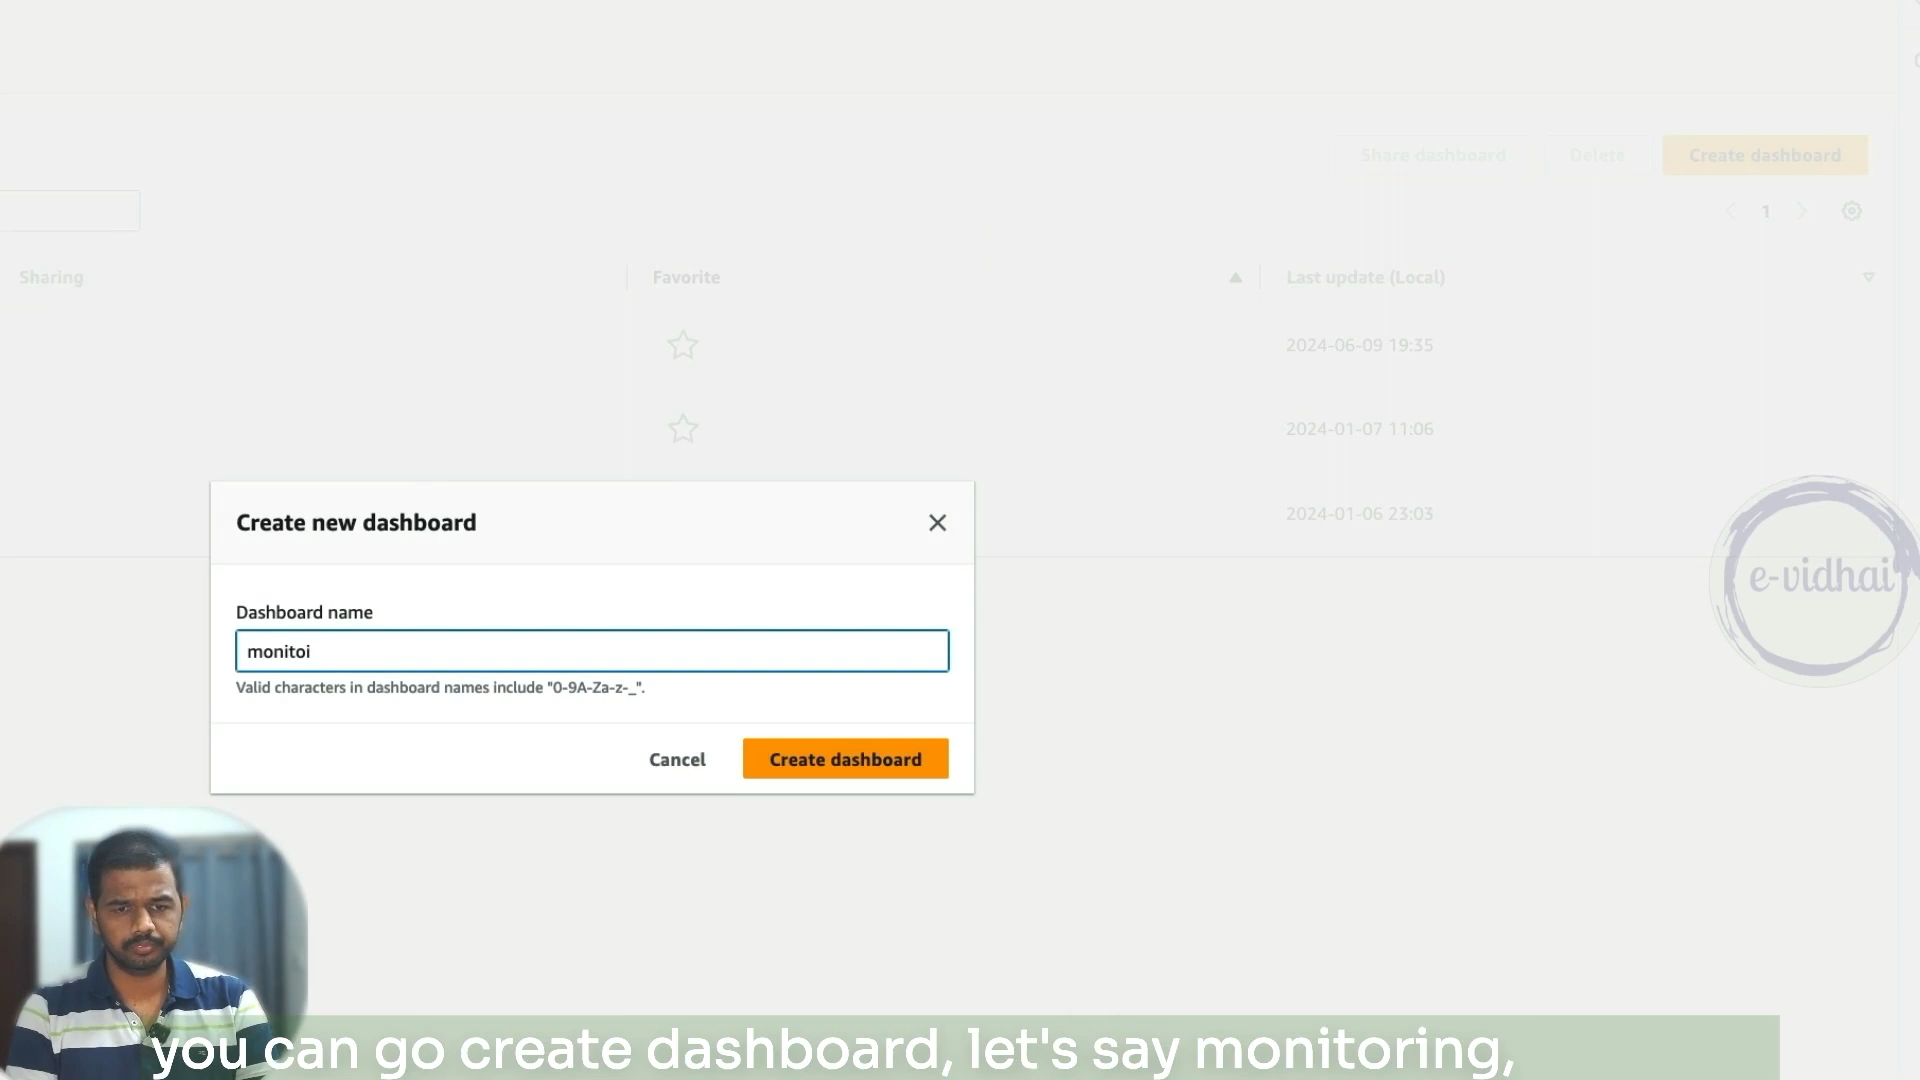 Share dashboard Delete Create dashboard
1
Sharing Favorite Last update (Local)
2024-06-09 19:35
2024-01-07 11:06
2024-01-06 23:03
Create new dashboard
Dashboard name
monitoi
Valid characters in dashboard names include "0-9A-Za-z-_".
Cancel Create dashboard
e-vidhai
you can go create dashboard, let's say monitoring,